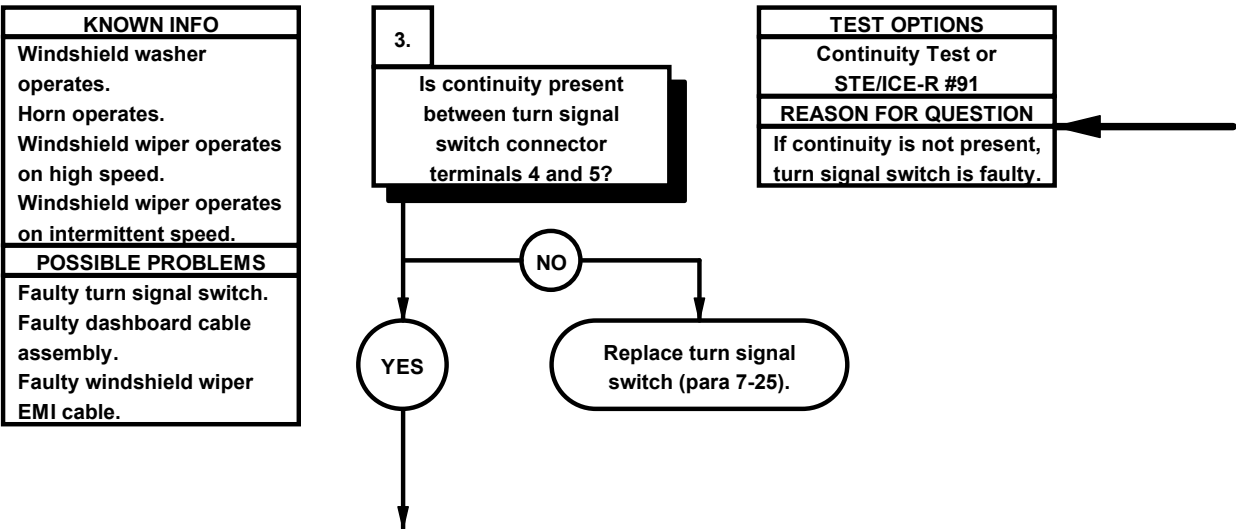 KNOWN INFO
Windshield washer
operates.
Horn operates.
Windshield wiper operates
on high speed.
Windshield wiper operates
on intermittent speed.
POSSIBLE PROBLEMS
Faulty turn signal switch.
Faulty dashboard cable
assembly.
Faulty windshield wiper
EMI cable.
3.
Is continuity present
between turn signal
switch connector
terminals 4 and 5?
NO
YES
Replace turn signal
switch (para 7-25).
TEST OPTIONS
Continuity Test or
STE/ICE-R #91
REASON FOR QUESTION
If continuity is not present,
turn signal switch is faulty.